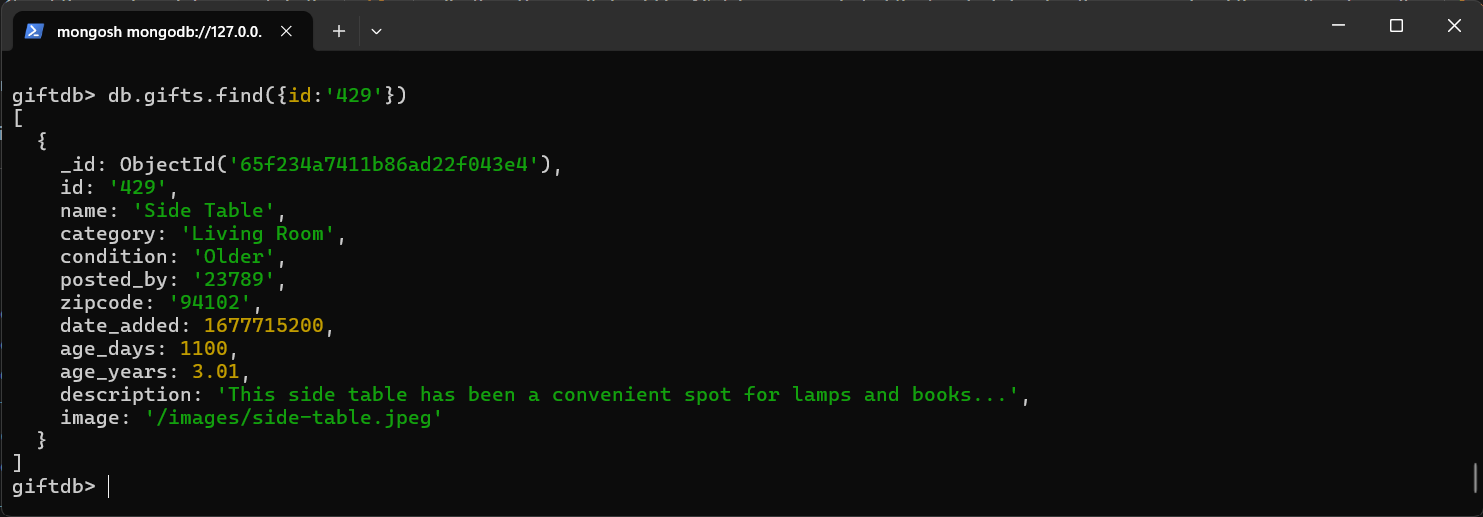 mongosh mongodb://127.0.0.
giftdb> db.gifts.find({id:'429'})
[
  {
    _id: ObjectId('65f234a7411b86ad22f043e4'),
    id: '429',
    name: 'Side Table',
    category: 'Living Room',
    condition: 'Older',
    posted_by: '23789',
    zipcode: '94102',
    date_added: 1677715200,
    age_days: 1100,
    age_years: 3.01,
    description: 'This side table has been a convenient spot for lamps and books...',
    image: '/images/side-table.jpeg'
  }
]
giftdb>